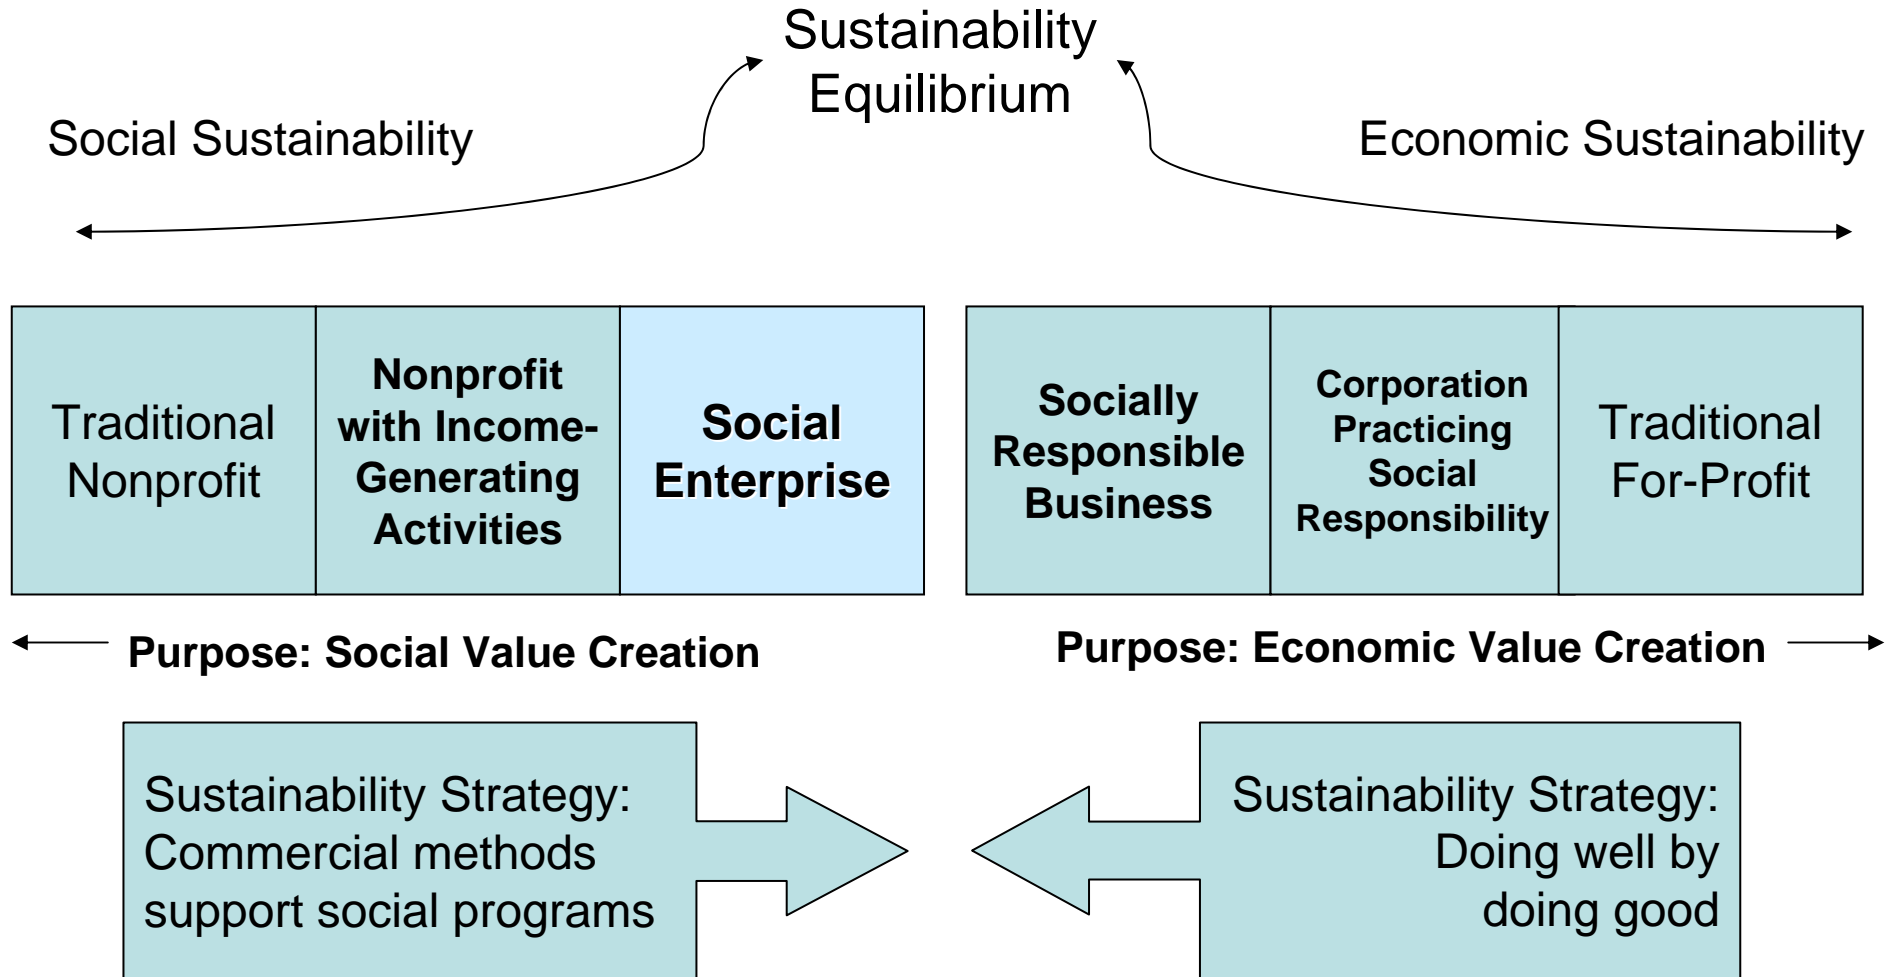 Sustainability
Equilibrium
Social Sustainability
Economic Sustainability
Traditional
Nonprofit
Nonprofit
with Income-
Generating
Activities
Social
Enterprise
Socially
Responsible
Business
Corporation
Practicing
Social
Responsibility
Traditional
For-Profit
Purpose: Social Value Creation
Purpose: Economic Value Creation
Sustainability Strategy:
Commercial methods
support social programs
Sustainability Strategy:
Doing well by
doing good